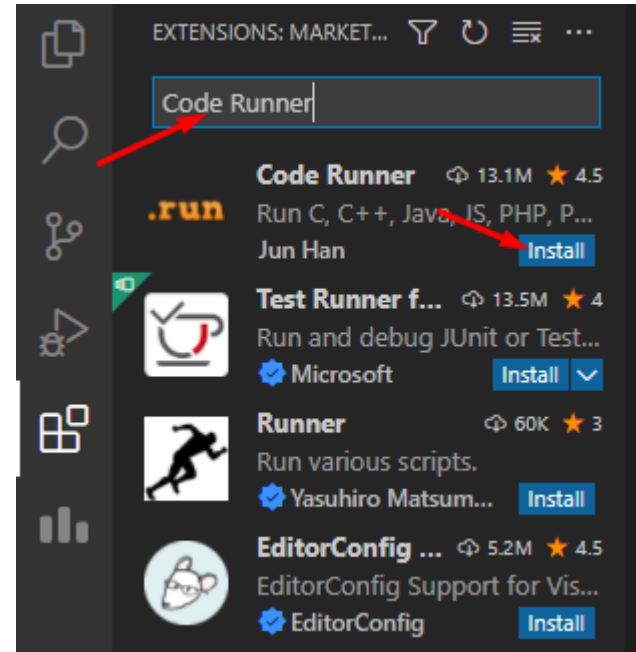 EXTENSIONS: MARKET...
Code Runner
Code Runner 13.1M ★ 4.5
.run
Run C, C++, Java, JS, PHP, P...
Jun Han Install
Test Runner f... 13.5M ★ 4
Run and debug JUnit or Test...
Microsoft Install
Runner 60K ★ 3
Run various scripts.
Yasuhiro Matsum... Install
EditorConfig ... 5.2M ★ 4.5
EditorConfig Support for Vis...
EditorConfig Install